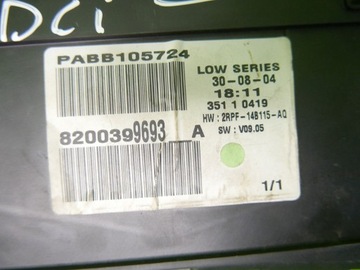 DCi
PABB105724
LOW SERIES
30-08-04
18:11
351 1 0419
HW : 2RPF-14B115-AQ
SW : V09.05
8200399693 A
1/1